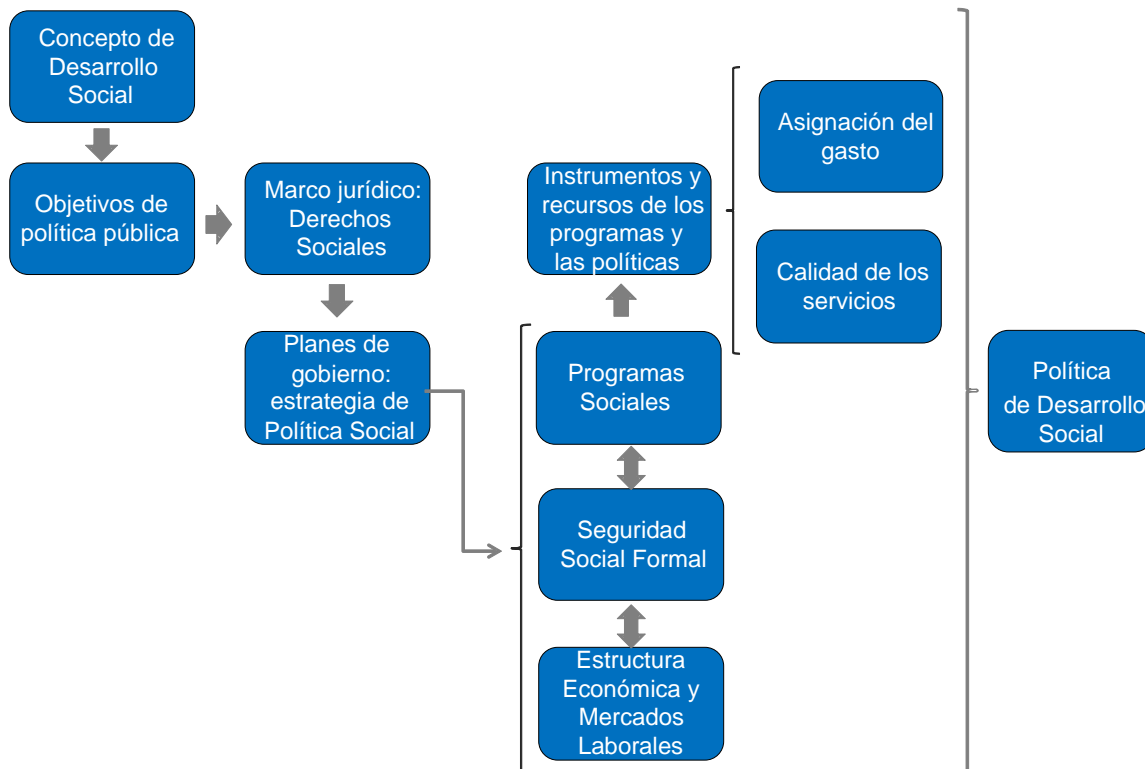 Concepto de
Desarrollo
Social
Objetivos de
política pública
Marco jurídico:
Derechos
Sociales
Planes de
gobierno:
estrategia de
Política Social
Instrumentos y
recursos de los
programas y
las políticas
Programas
Sociales
Seguridad
Social Formal
Estructura
Económica y
Mercados
Laborales
Asignación del
gasto
Calidad de los
servicios
Política
de Desarrollo
Social